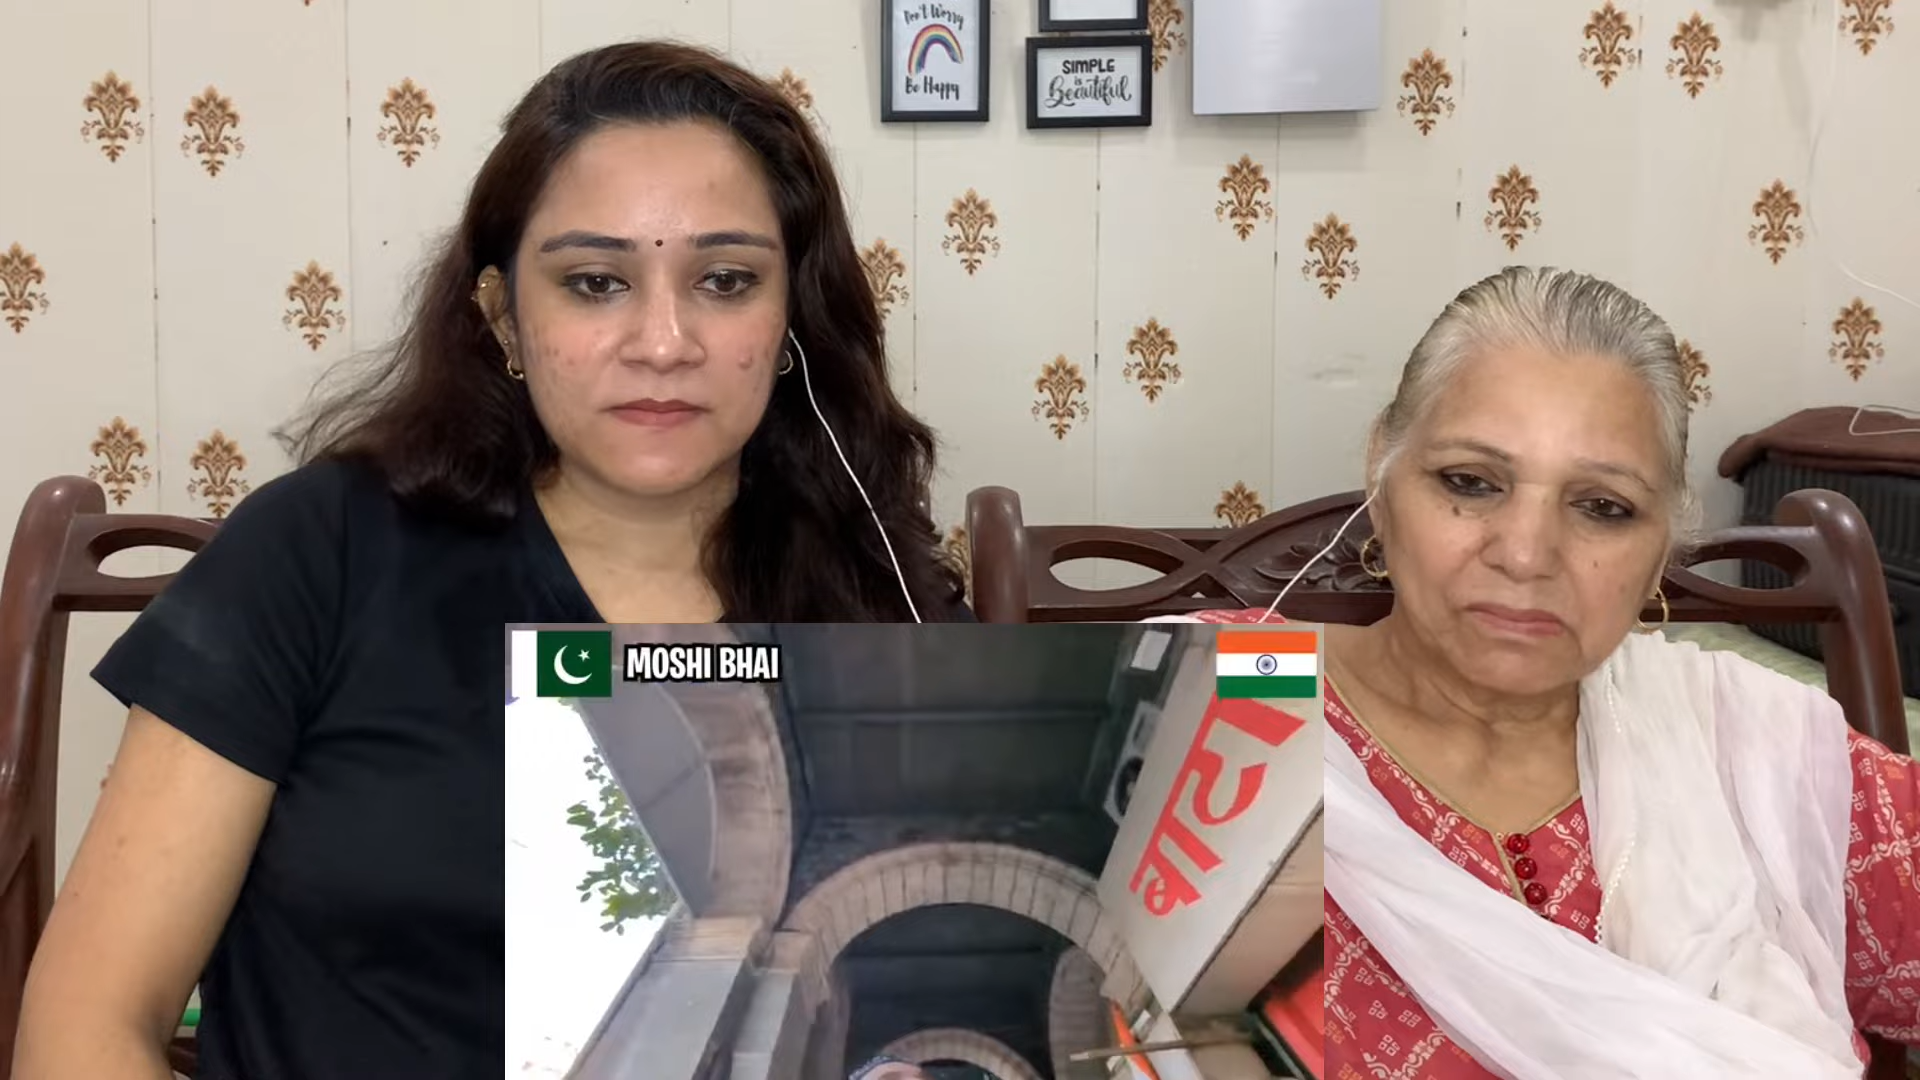 Don't Worry
Be Happy
SIMPLE
is
Beautiful
MOSHI BHAI
बाटा